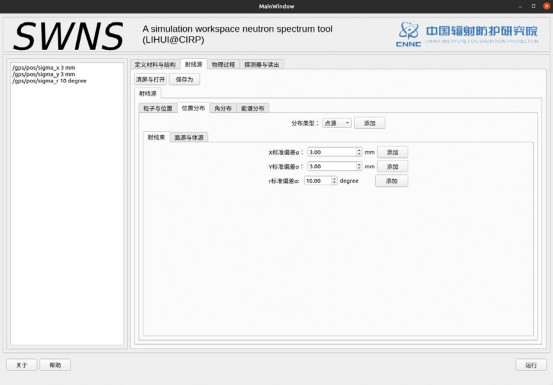 MainWindow
SWNS
A simulation workspace neutron spectrum tool
(LIHUI@CIRP)
CNNC
中国辐射防护研究院
CHINA INSTITUTE FOR RADIATION PROTECTION
/gps/pos/sigma_x 3 mm
/gps/pos/sigma_y 3 mm
/gps/pos/sigma_r 10 degree
定义材料与结构 射线源 物理过程 探测器与读出
清屏与打开 保存为
射线源
粒子与位置 位置分布 角分布 能谱分布
分布类型： 点源 添加
射线束 面源与体源
X标准偏差σ： 3.00 mm 添加
Y标准偏差σ： 3.00 mm 添加
r标准偏差σ: 10.00 degree 添加
关于 帮助 运行